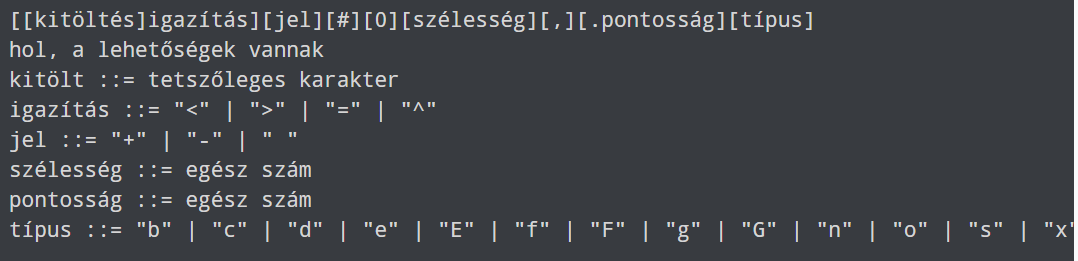 [[kitöltés]igazítás][jel][#][0][szélesség][,][.pontosság][típus]
hol, a lehetőségek vannak
kitölt ::= tetszőleges karakter
igazítás ::= "<" | ">" | "=" | "^"
jel ::= "+" | "-" | " "
szélesség ::= egész szám
pontosság ::= egész szám
típus ::= "b" | "c" | "d" | "e" | "E" | "f" | "F" | "g" | "G" | "n" | "o" | "s" | "x"